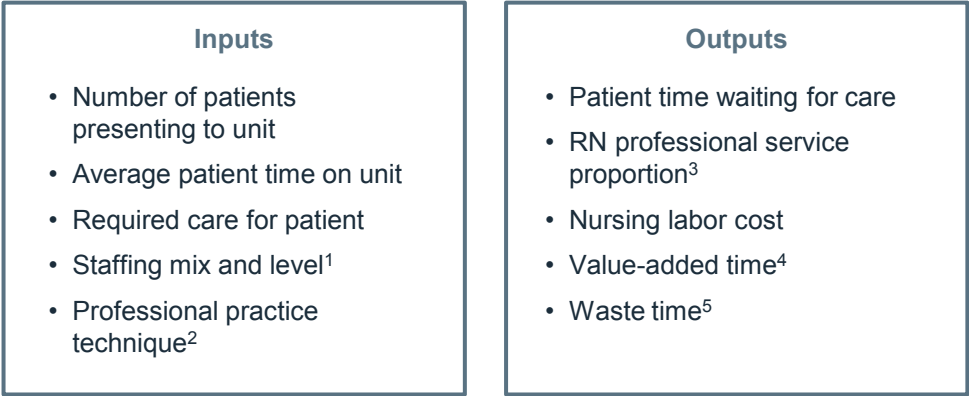 Inputs
• Number of patients
presenting to unit
• Average patient time on unit
• Required care for patient
• Staffing mix and level¹
• Professional practice
technique²
Outputs
• Patient time waiting for care
• RN professional service
proportion³
• Nursing labor cost
• Value-added time⁴
• Waste time⁵